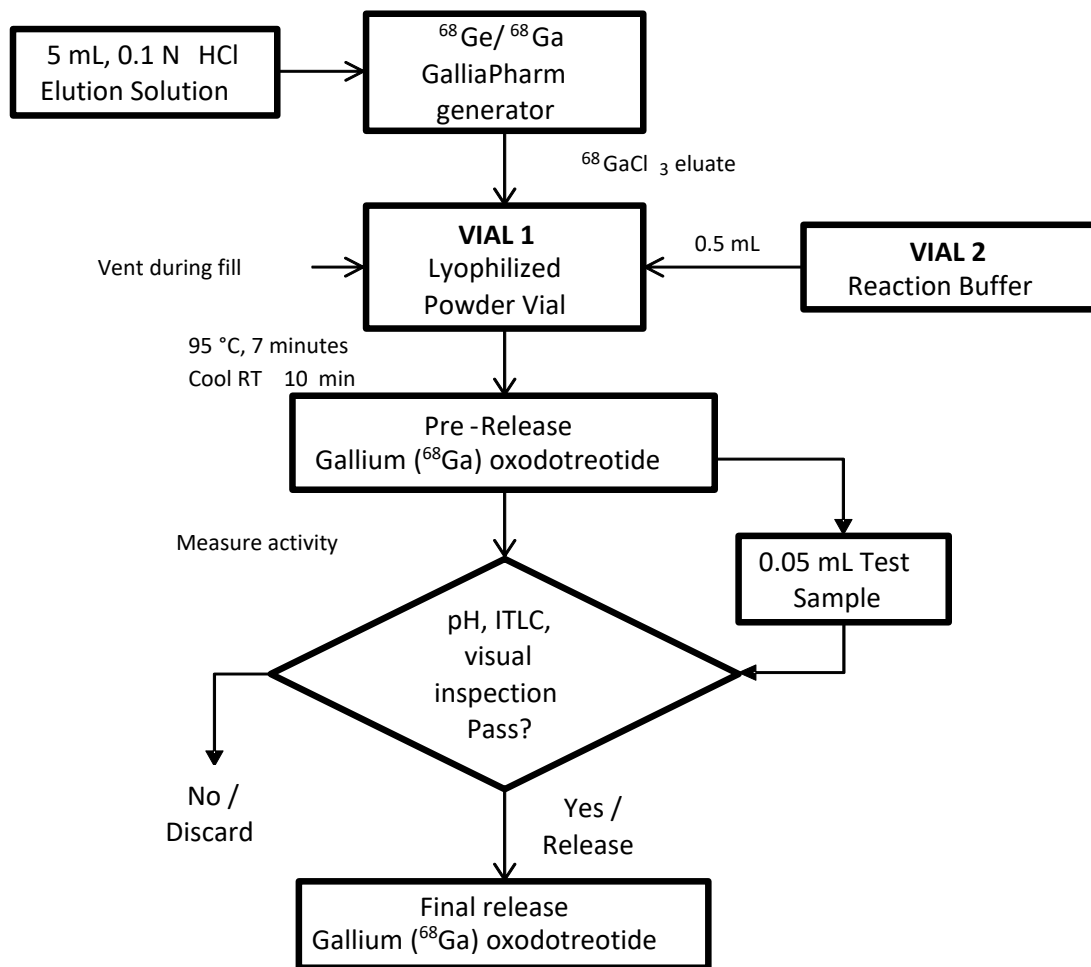 5 mL, 0.1 N HCl
Elution Solution
⁶⁸Ge/ ⁶⁸Ga
GalliaPharm
generator
⁶⁸GaCl ₃ eluate
Vent during fill
VIAL 1
Lyophilized
Powder Vial
0.5 mL
VIAL 2
Reaction Buffer
95 °C, 7 minutes
Cool RT 10 min
Pre -Release
Gallium (⁶⁸Ga) oxodotreotide
Measure activity
0.05 mL Test
Sample
pH, ITLC,
visual
inspection
Pass?
No /
Discard
Yes /
Release
Final release
Gallium (⁶⁸Ga) oxodotreotide